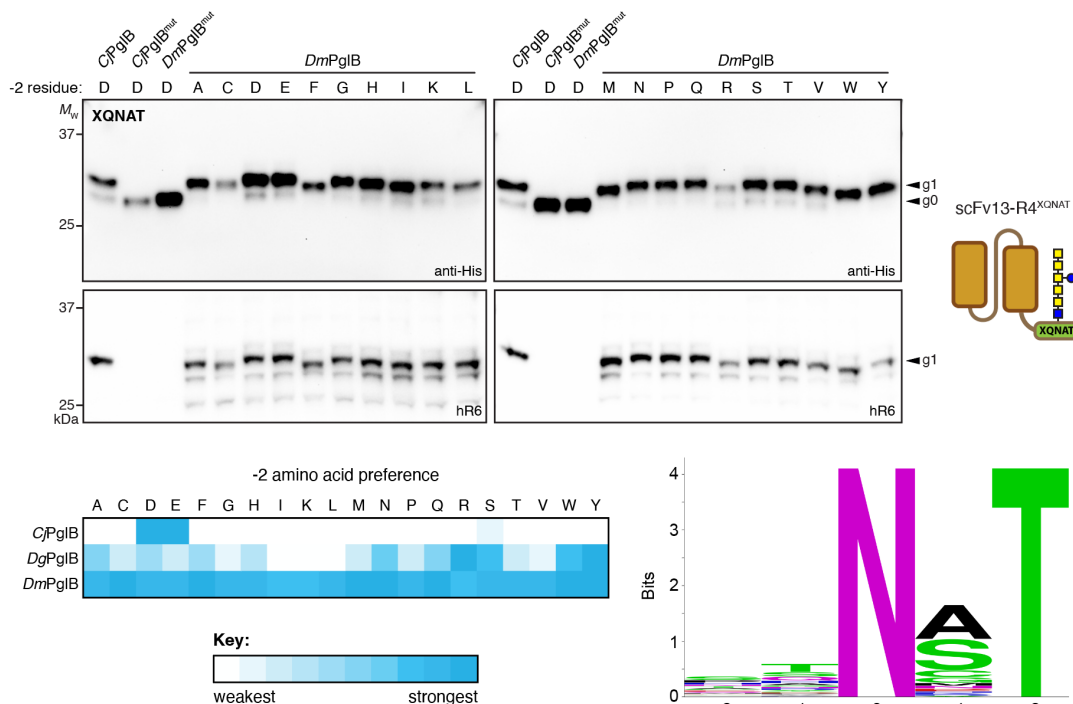 CjPglB CjPglBmut DmPglBmut DmPglB
-2 residue: D D D A C D E F G H I K L
CjPglB CjPglBmut DmPglBmut DmPglB
D D D M N P Q R S T V W Y
Mw XQNAT
37
25
anti-His
anti-His
g1
g0
37
25
kDa
hR6
hR6
g1
scFv13-R4XQNAT
XQNAT
-2 amino acid preference
A C D E F G H I K L M N P Q R S T V W Y
CjPglB
DgPglB
DmPglB
Key:
weakest strongest
Bits
4
3
2
1
0
T N A S T